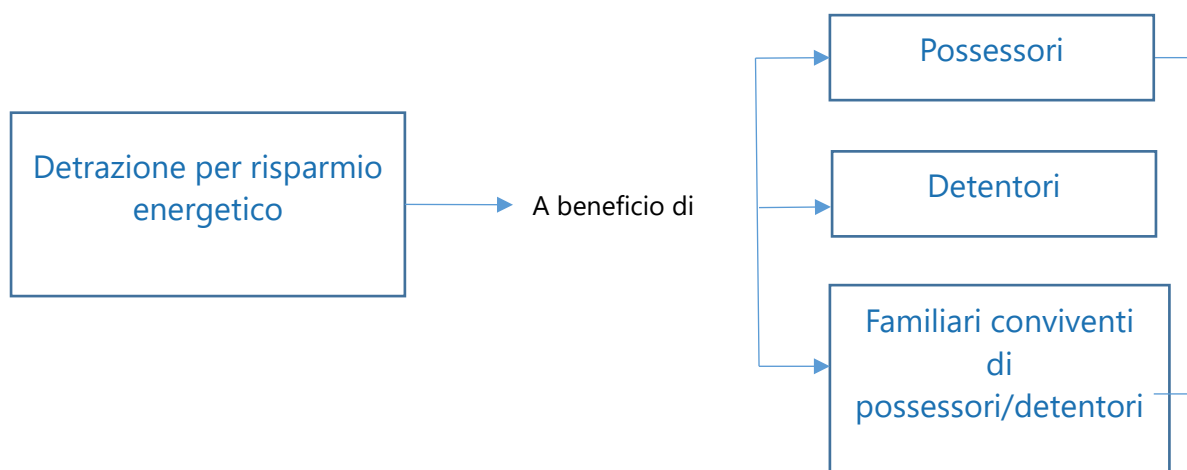 Detrazione per risparmio
energetico
A beneficio di
Possessori
Detentori
Familiari conviventi
di
possessori/detentori